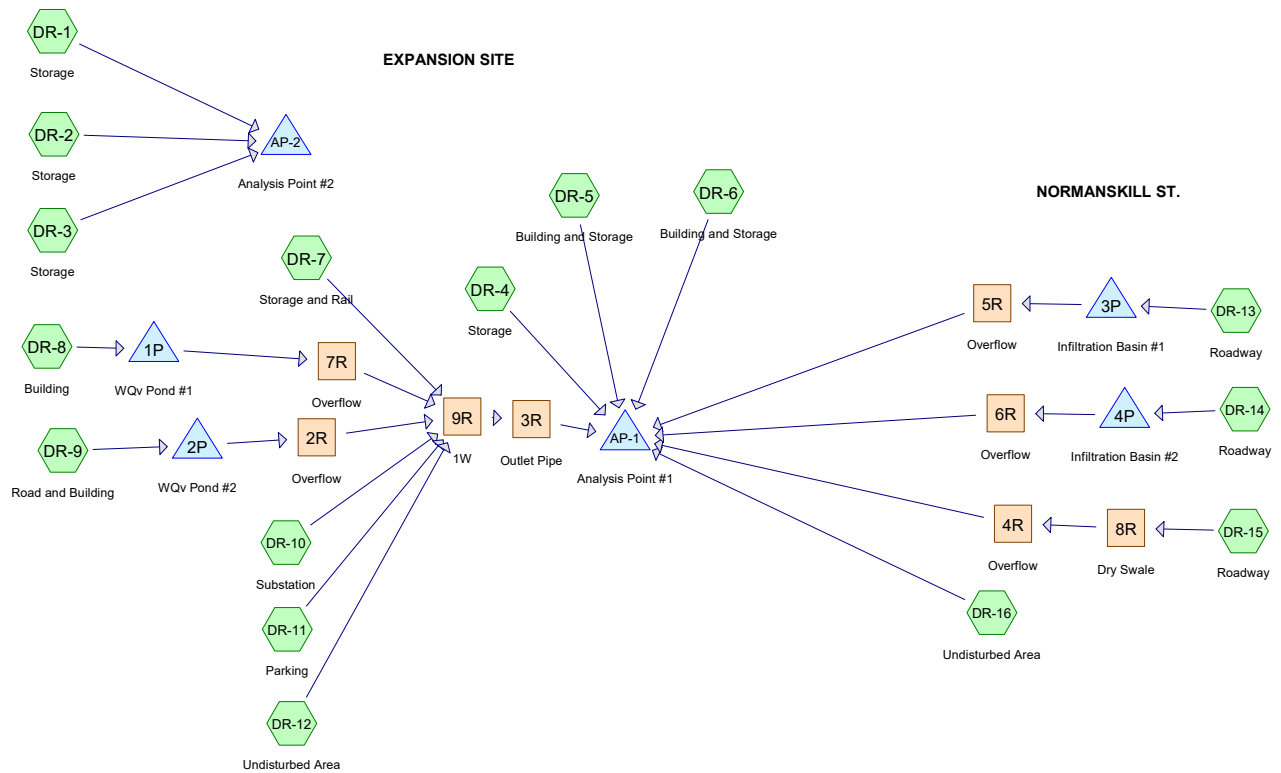 DR-1
Storage
EXPANSION SITE
DR-2
Storage
AP-2
Analysis Point #2
DR-3
Storage
DR-5
Building and Storage
DR-6
Building and Storage
NORMANSKILL ST.
DR-7
Storage and Rail
DR-4
Storage
5R
Overflow
3P
Infiltration Basin #1
DR-13
Roadway
DR-8
Building
1P
WQv Pond #1
7R
Overflow
9R
1W
3R
Outlet Pipe
AP-1
Analysis Point #1
6R
Overflow
4P
Infiltration Basin #2
DR-14
Roadway
DR-9
Road and Building
2P
WQv Pond #2
2R
Overflow
4R
Overflow
8R
Dry Swale
DR-15
Roadway
DR-10
Substation
DR-11
Parking
DR-16
Undisturbed Area
DR-12
Undisturbed Area